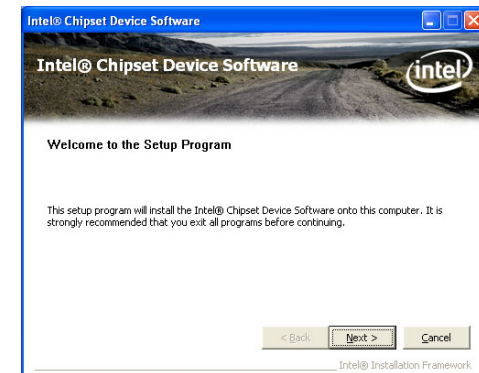 Intel® Chipset Device Software
Intel® Chipset Device Software
intel
Welcome to the Setup Program
This setup program will install the Intel® Chipset Device Software onto this computer. It is
strongly recommended that you exit all programs before continuing.
< Back
Next >
Cancel
Intel® Installation Framework